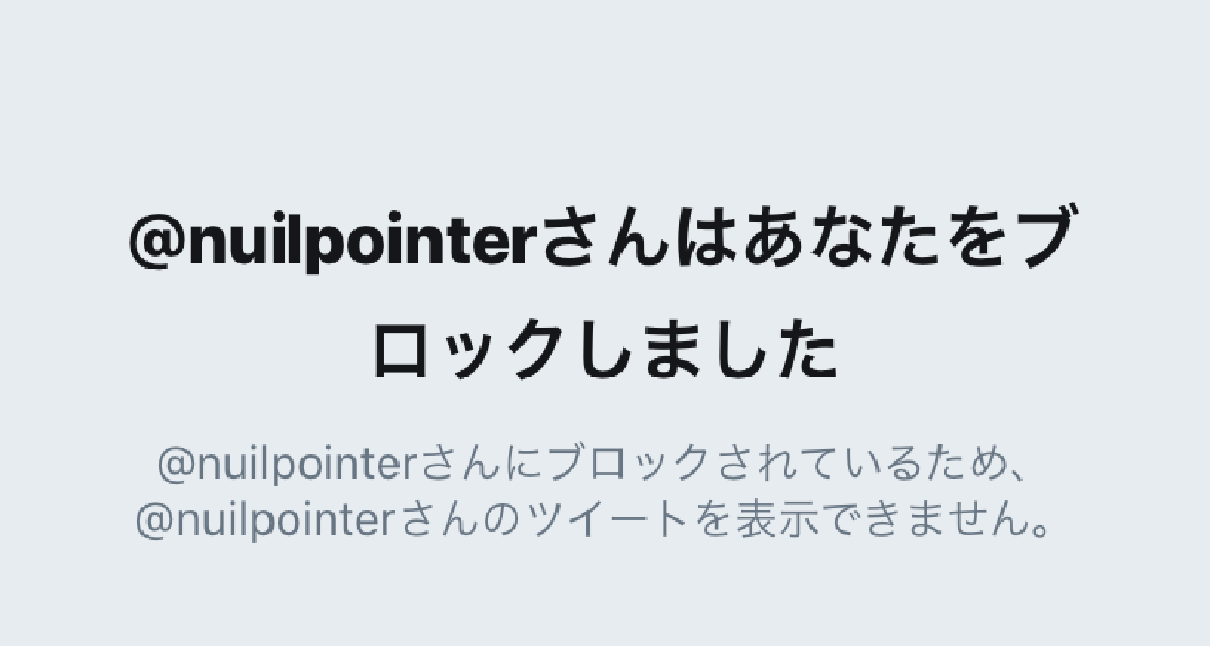 @nuilpointerさんはあなたをブ
ロックしました
@nuilpointerさんにブロックされているため、
@nuilpointerさんのツイートを表示できません。